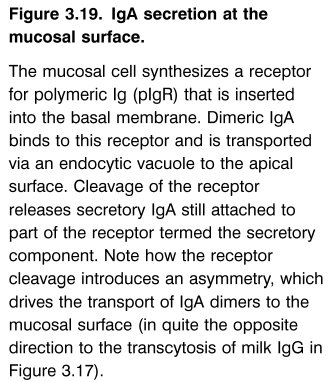 Figure 3.19. IgA secretion at the
mucosal surface.
The mucosal cell synthesizes a receptor
for polymeric Ig (pIgR) that is inserted
into the basal membrane. Dimeric IgA
binds to this receptor and is transported
via an endocytic vacuole to the apical
surface. Cleavage of the receptor
releases secretory IgA still attached to
part of the receptor termed the secretory
component. Note how the receptor
cleavage introduces an asymmetry, which
drives the transport of IgA dimers to the
mucosal surface (in quite the opposite
direction to the transcytosis of milk IgG in
Figure 3.17).